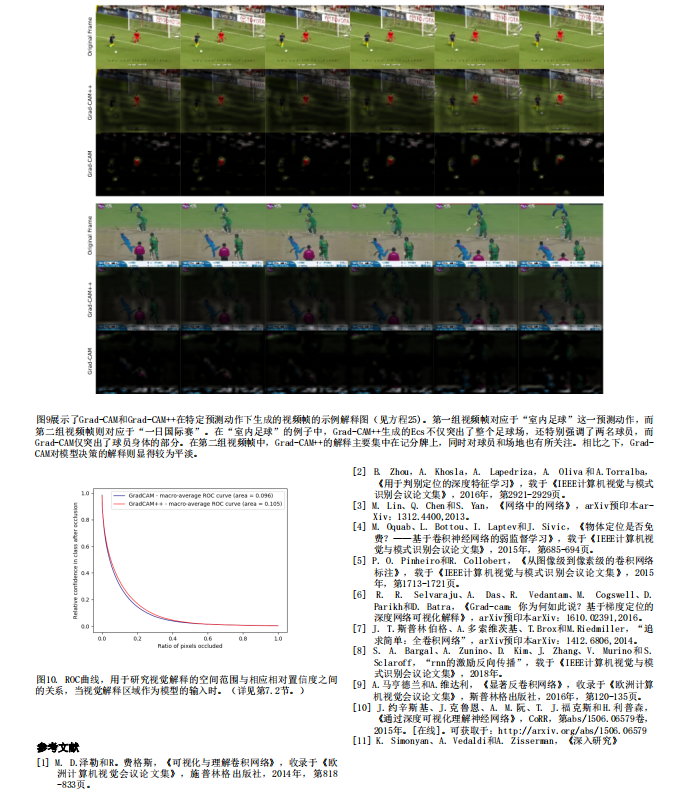 Original Frame
Grad-CAM++
Grad-CAM
Original Frame
Grad-CAM++
Grad-CAM
图9展示了Grad-CAM和Grad-CAM++在特定预测动作下生成的视频帧的示例解释图（见方程25）。第一组视频帧对应于“室内足球”这一预测动作，而
第二组视频帧则对应于“一日国际赛”。在“室内足球”的例子中，Grad-CAM++生成的Ecs不仅突出了整个足球场，还特别强调了两名球员，而
Grad-CAM仅突出了球员身体的部分。在第二组视频帧中，Grad-CAM++的解释主要集中在记分牌上，同时对球员和场地也有所关注。相比之下，Grad-
CAM对模型决策的解释则显得较为平淡。
GradCAM - macro-average ROC curve (area = 0.096)
GradCAM++ - macro-average ROC curve (area = 0.105)
Relative confidence in class after occlusion
1.0
0.8
0.6
0.4
0.2
0.0
0.0 0.2 0.4 0.6 0.8 1.0
Ratio of pixels occluded
图10. ROC曲线，用于研究视觉解释的空间范围与相应相对置信度之间
的关系，当视觉解释区域作为模型的输入时。（详见第7.2节。）
参考文献
[1] M. D.泽勒和R。费格斯，《可视化与理解卷积网络》，收录于《欧
洲计算机视觉会议论文集》，施普林格出版社，2014年，第818
-833页。
[2] B. Zhou, A. Khosla, A. Lapedriza, A. Oliva和A.Torralba,
《用于判别定位的深度特征学习》，载于《IEEE计算机视觉与模式
识别会议论文集》，2016年，第2921-2929页。
[3] M. Lin、Q. Chen和S. Yan，《网络中的网络》，arXiv预印本ar-
Xiv: 1312.4400,2013。
[4] M. Oquab、L. Bottou、I. Laptev和J. Sivic，《物体定位是否免
费？——基于卷积神经网络的弱监督学习》，载于《IEEE计算机视
觉与模式识别会议论文集》，2015年，第685-694页。
[5] P. O. Pinheiro和R. Collobert，《从图像级到像素级的卷积网络
标注》，载于《IEEE计算机视觉与模式识别会议论文集》，2015
年，第1713-1721页。
[6] R. R. Selvaraju、A. Das、R. Vedantam、M. Cogswell、D.
Parikh和D. Batra，《Grad-cam：你为何如此说？基于梯度定位的
深度网络可视化解释》，arXiv预印本arXiv: 1610.02391,2016。
[7] J. T.斯普林伯格、A.多索维茨基、T.Brox和M.Riedmiller，“追
求简单：全卷积网络”，arXiv预印本arXiv: 1412.6806,2014。
[8] S. A. Bargal、A. Zunino、D. Kim、J. Zhang、V. Murino和S.
Sclaroff，“rnn的激励反向传播”，载于《IEEE计算机视觉与模
式识别会议论文集》，2018年。
[9] A.马亨德兰和A.维达利，《显著反卷积网络》，收录于《欧洲计算
机视觉会议论文集》，斯普林格出版社，2016年，第120-135页。
[10] J.约辛斯基、J.克鲁恩、A. M.阮、T. J.福克斯和H.利普森，
《通过深度可视化理解神经网络》，CoRR，第abs/1506.06579卷，
2015年。[在线]。可获取于：http://arxiv.org/abs/1506.06579
[11] K. Simonyan、A. Vedaldi和A. Zisserman，《深入研究》